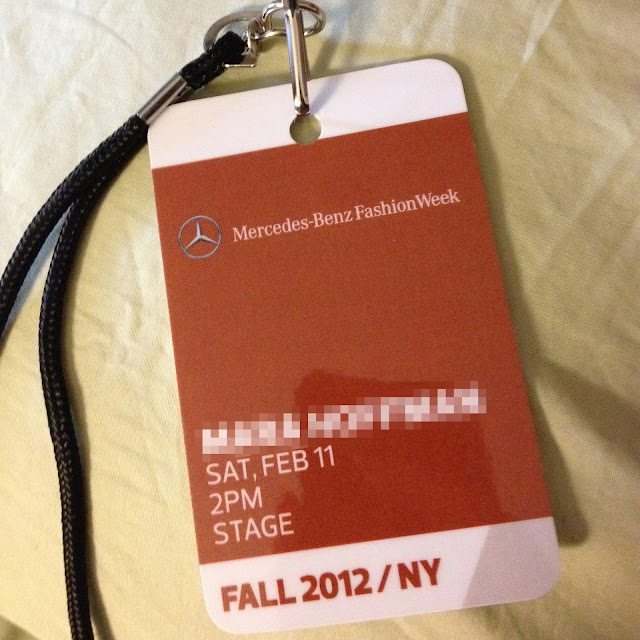 Mercedes-Benz FashionWeek
SAT, FEB 11
2PM
STAGE
FALL 2012 / NY